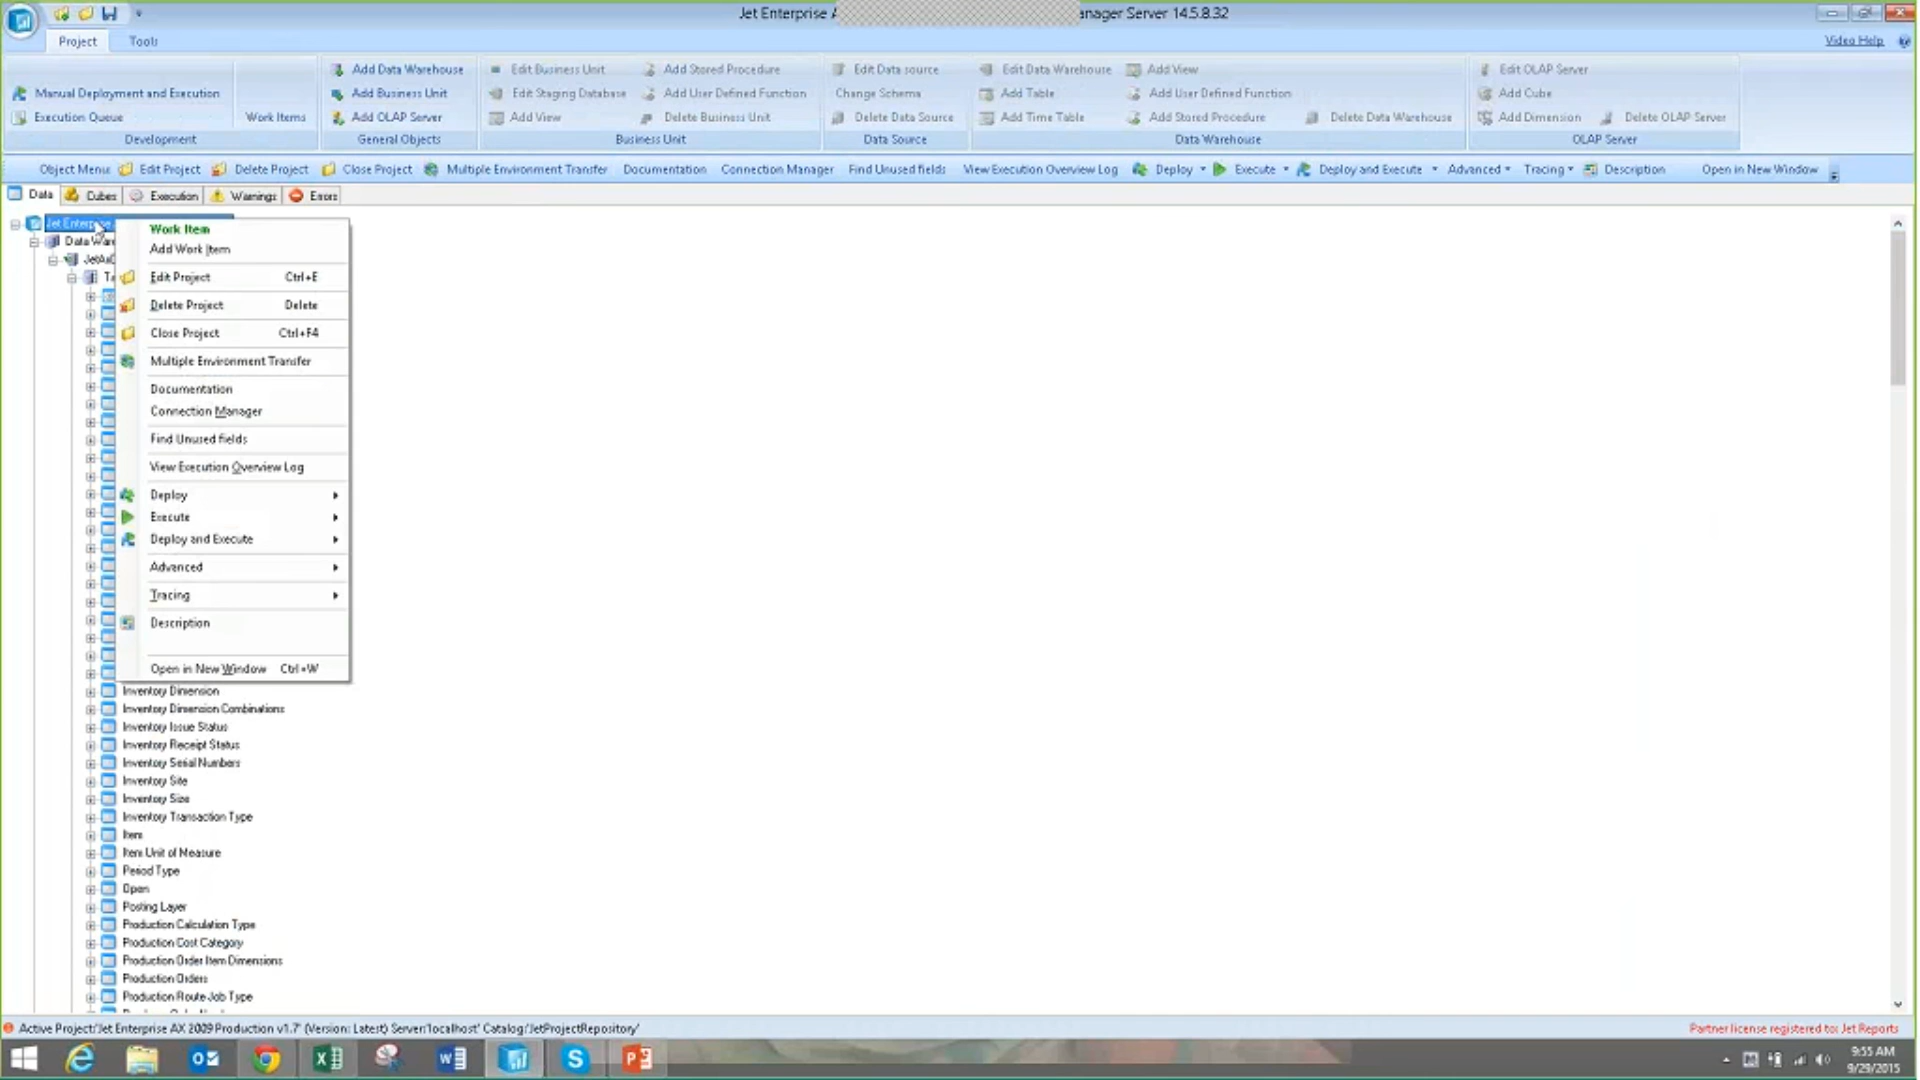 Jet Enterprise A anager Server 14.5.8.32
Project Tools Video Help
Add Data Warehouse Edit Business Unit Add Stored Procedure Edit Data source Edit Data Warehouse Add View Edit OLAP Server
Manual Deployment and Execution Add Business Unit Edit Staging Database Add User Defined Function Change Schema Add Table Add User Defined Function Add Cube
Execution Queue Work Items Add OLAP Server Add View Delete Business Unit Delete Data Source Add Time Table Add Stored Procedure Delete Data Warehouse Add Dimension Delete OLAP Server
Development General Objects Business Unit Data Source Data Warehouse OLAP Server
Object Menu Edit Project Delete Project Close Project Multiple Environment Transfer Documentation Connection Manager Find Unused fields View Execution Overview Log Deploy Execute Deploy and Execute Advanced Tracing Description Open in New Window
Data Cubes Execution Warnings Errors
Jet Enterprise
Work Item
Add Work Item
Edit Project Ctrl+E
Delete Project Delete
Close Project Ctrl+F4
Multiple Environment Transfer
Documentation
Connection Manager
Find Unused fields
View Execution Overview Log
Deploy
Execute
Deploy and Execute
Advanced
Tracing
Description
Open in New Window Ctrl+W
Inventory Dimension
Inventory Dimension Combinations
Inventory Issue Status
Inventory Receipt Status
Inventory Serial Numbers
Inventory Site
Inventory Size
Inventory Transaction Type
Item
Item Unit of Measure
Period Type
Open
Posting Layer
Production Calculation Type
Production Cost Category
Production Order Item Dimensions
Production Orders
Production Route Job Type
Active Project:'Jet Enterprise AX 2009 Production v1.7' (Version: Latest) Server:'localhost' Catalog:'JetProjectRepository' Partner license registered to: Jet Reports
9:55 AM
9/29/2015